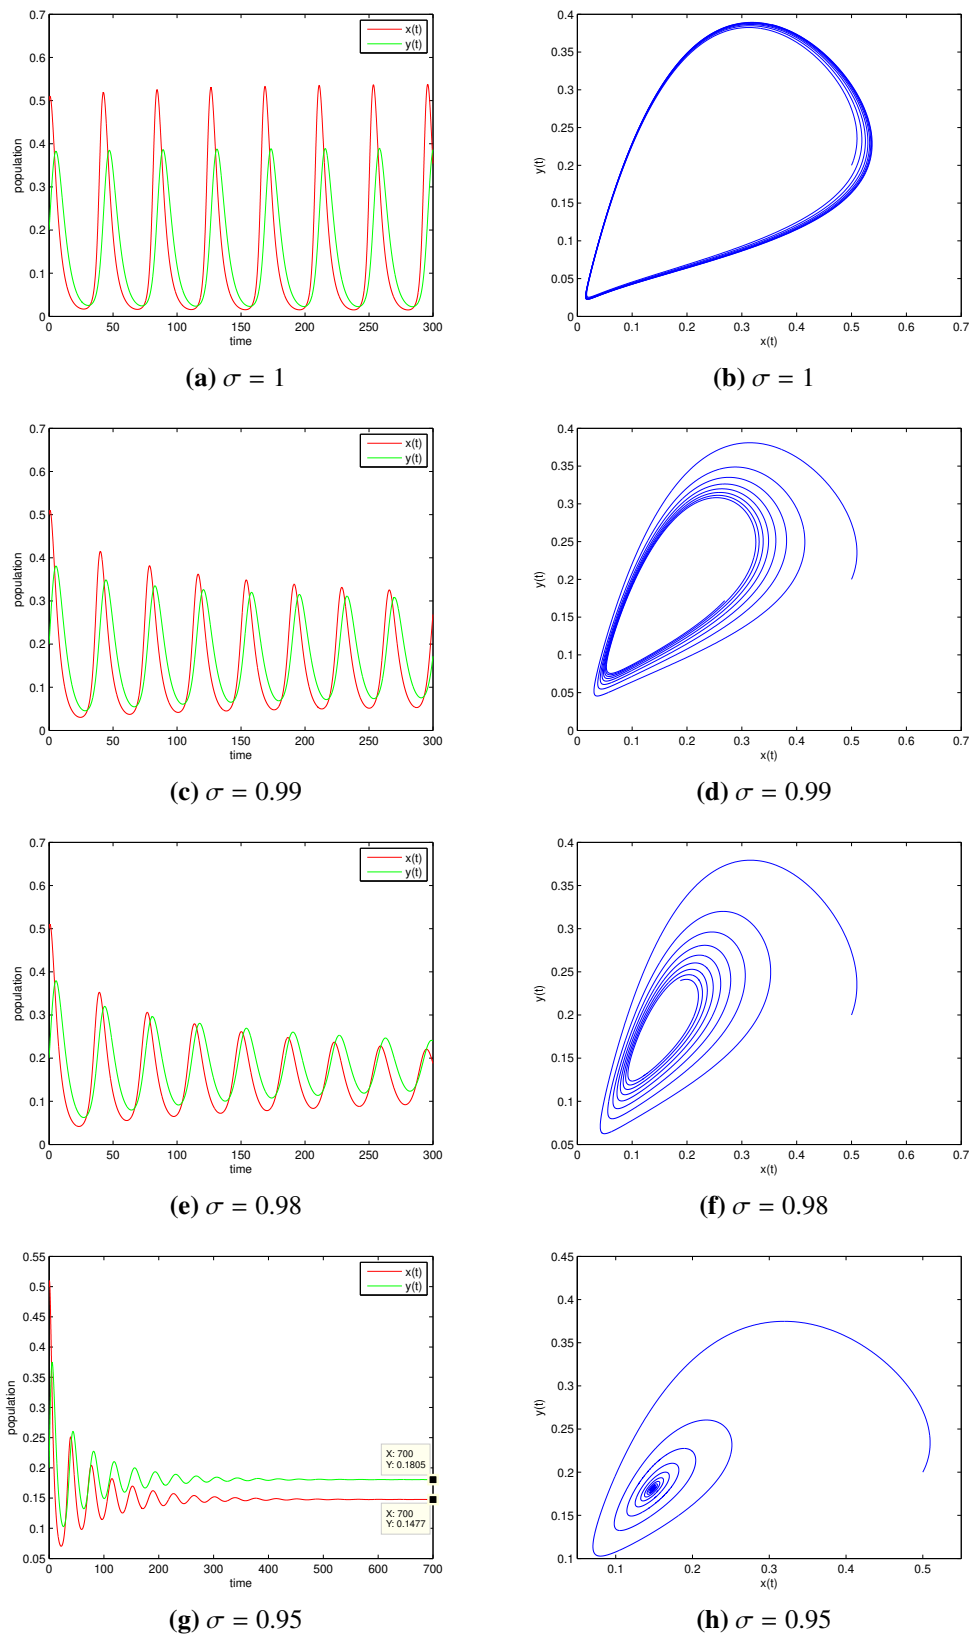 0.7
0.6
0.5
0.4
0.3
0.2
0.1
0
population
0 50 100 150 200 250 300
time
x(t)
y(t)
(a) σ = 1
0.4
0.35
0.3
0.25
0.2
0.15
0.1
0.05
0
y(t)
0 0.1 0.2 0.3 0.4 0.5 0.6 0.7
x(t)
(b) σ = 1
0.7
0.6
0.5
0.4
0.3
0.2
0.1
0
population
0 50 100 150 200 250 300
time
x(t)
y(t)
(c) σ = 0.99
0.4
0.35
0.3
0.25
0.2
0.15
0.1
0.05
0
y(t)
0 0.1 0.2 0.3 0.4 0.5 0.6 0.7
x(t)
(d) σ = 0.99
0.7
0.6
0.5
0.4
0.3
0.2
0.1
0
population
0 50 100 150 200 250 300
time
x(t)
y(t)
(e) σ = 0.98
0.4
0.35
0.3
0.25
0.2
0.15
0.1
0.05
y(t)
0 0.1 0.2 0.3 0.4 0.5 0.6 0.7
x(t)
(f) σ = 0.98
0.55
0.5
0.45
0.4
0.35
0.3
0.25
0.2
0.15
0.1
0.05
population
0 100 200 300 400 500 600 700
time
x(t)
y(t)
X: 700
Y: 0.1805
X: 700
Y: 0.1477
(g) σ = 0.95
0.45
0.4
0.35
0.3
0.25
0.2
0.15
0.1
y(t)
0.1 0.2 0.3 0.4 0.5
x(t)
(h) σ = 0.95